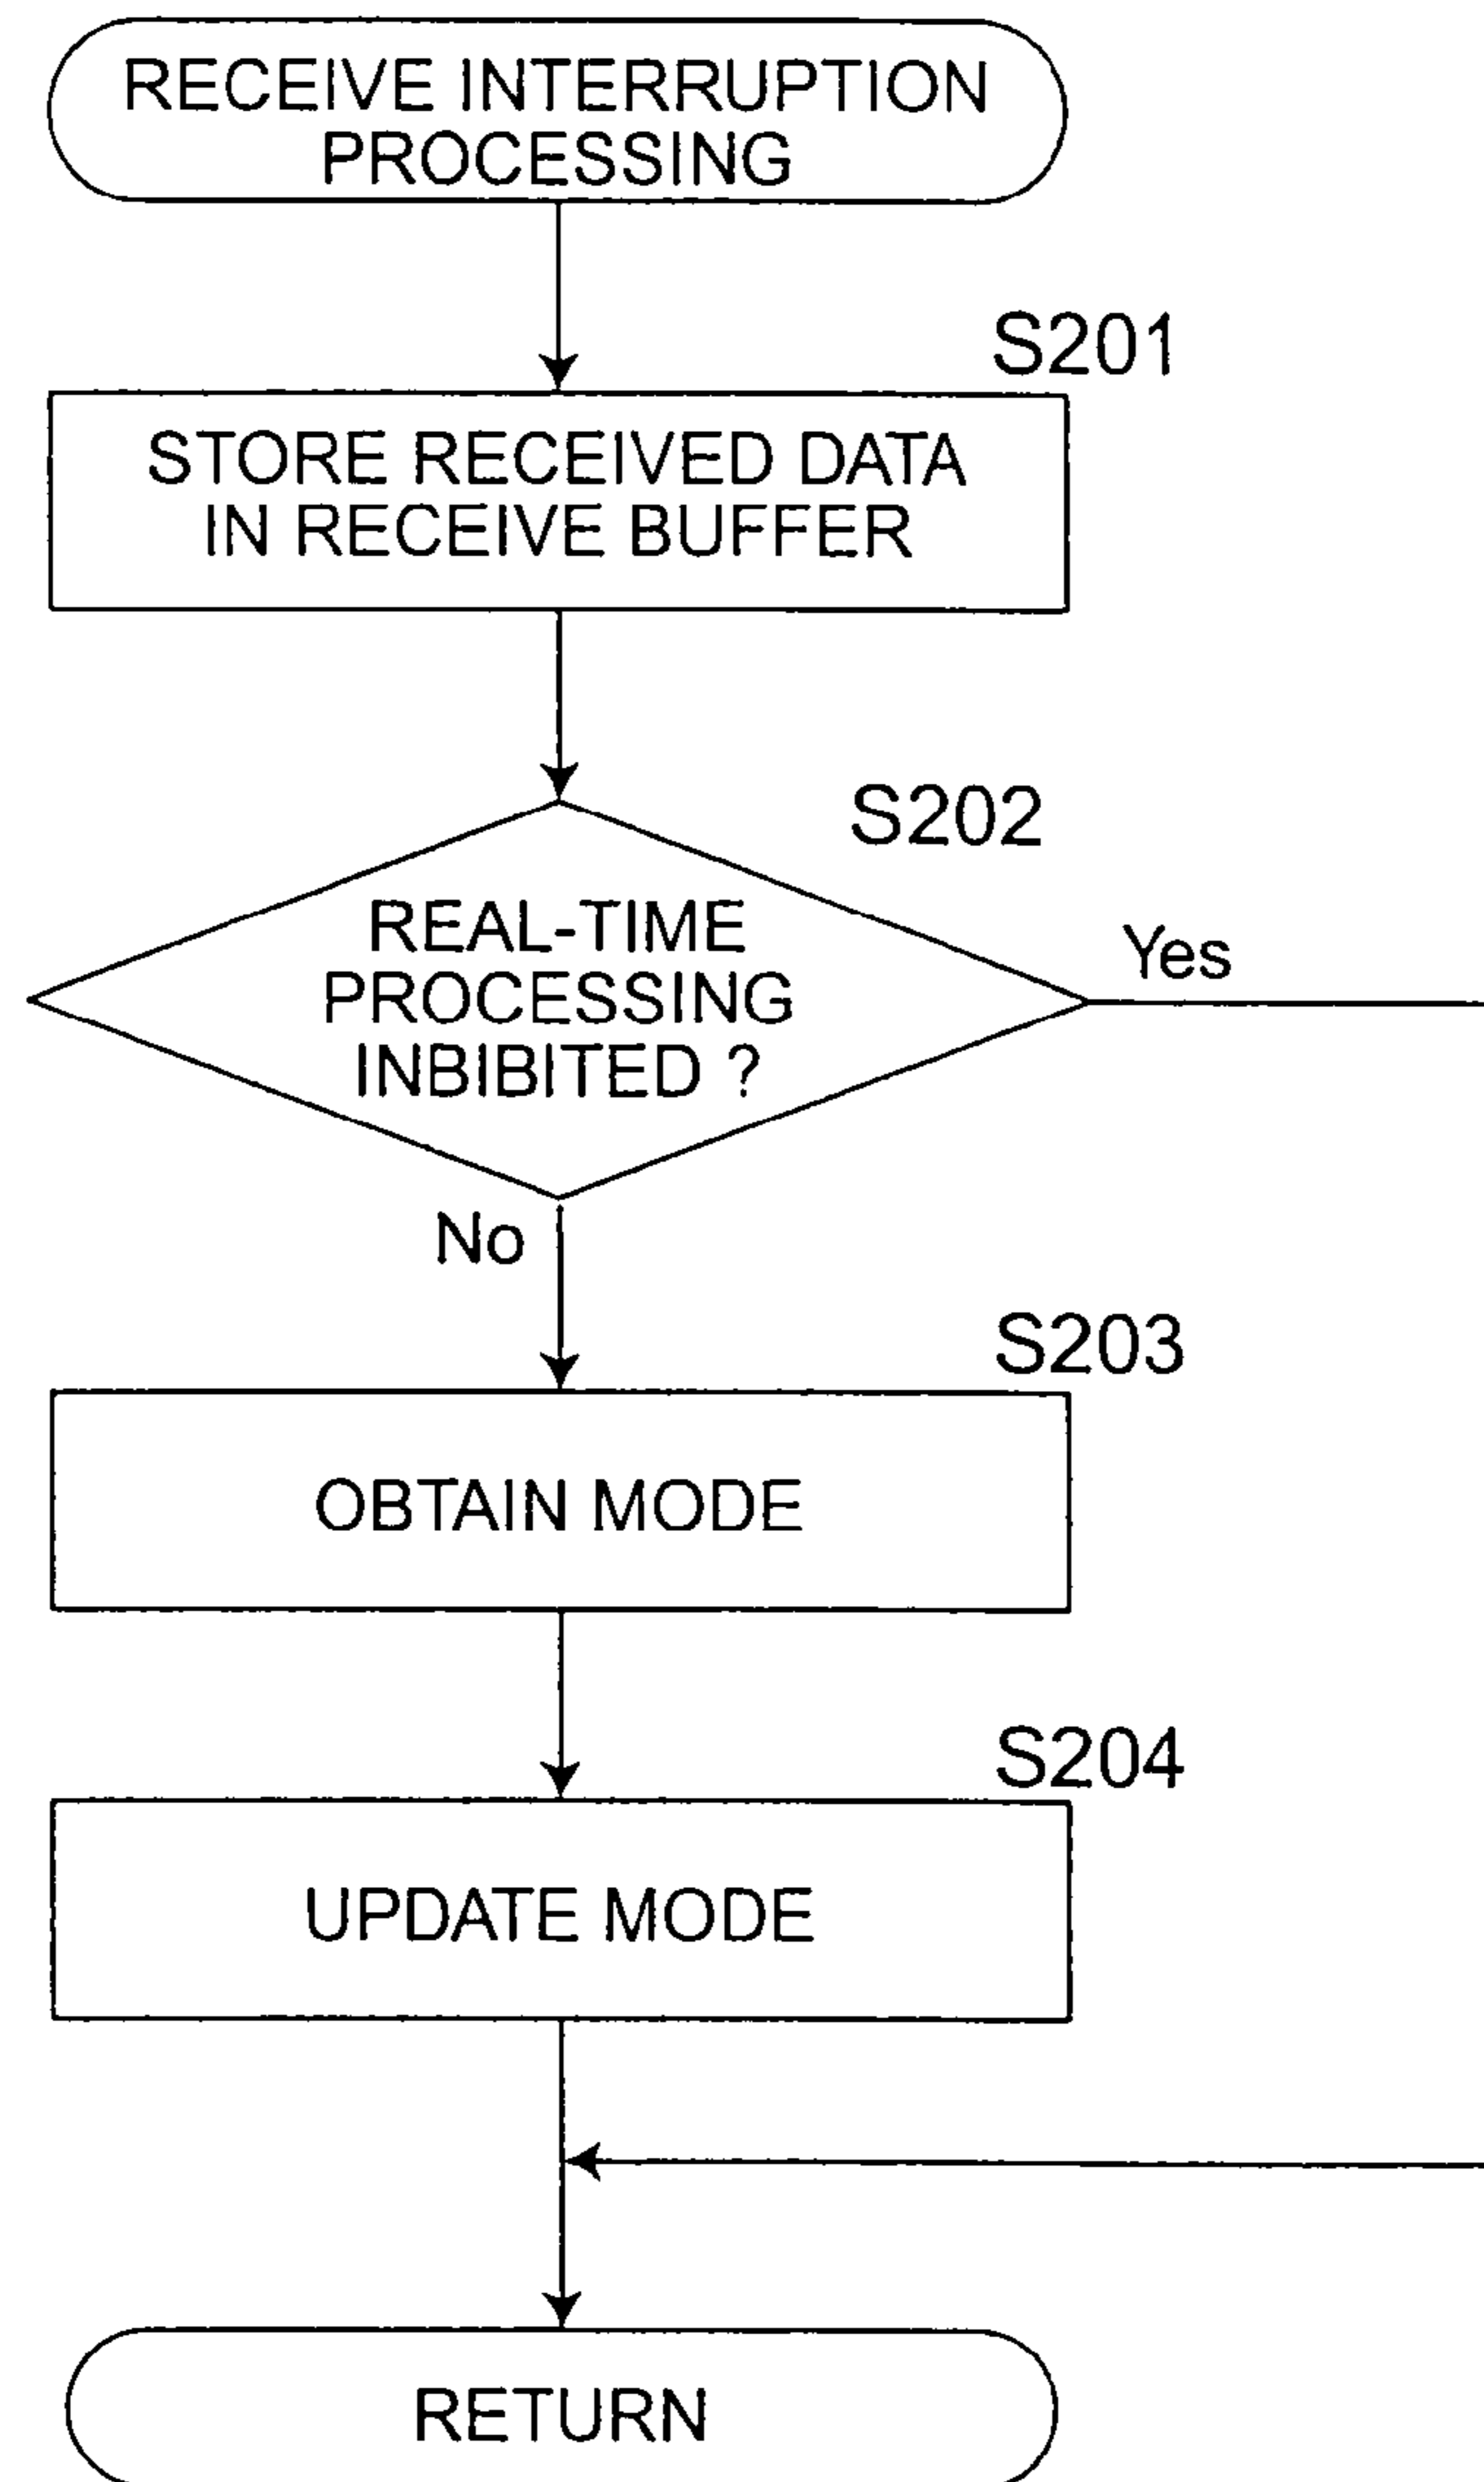 RECEIVE INTERRUPTION
PROCESSING
S201
STORE RECEIVED DATA
IN RECEIVE BUFFER
S202
REAL-TIME
PROCESSING
INBIBITED ?
Yes
No
S203
OBTAIN MODE
S204
UPDATE MODE
RETURN